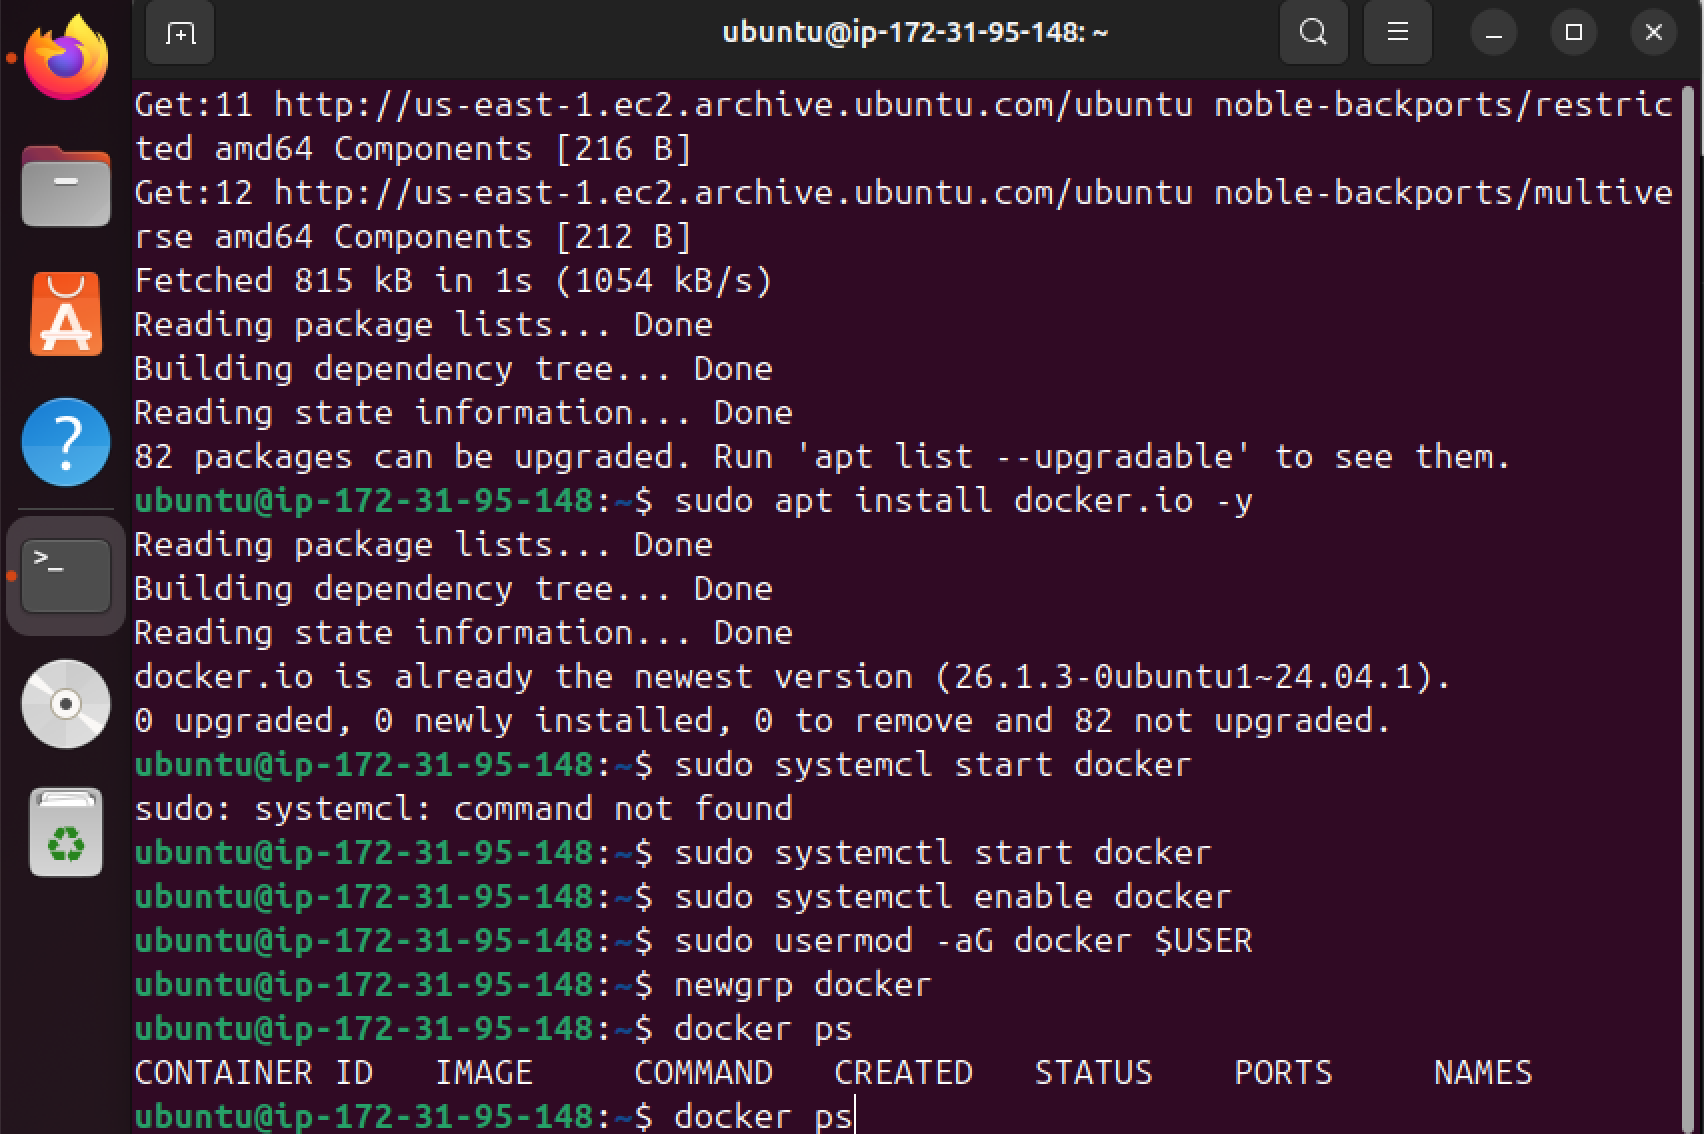 ubuntu@ip-172-31-95-148: ~
Get:11 http://us-east-1.ec2.archive.ubuntu.com/ubuntu noble-backports/restric
ted amd64 Components [216 B]
Get:12 http://us-east-1.ec2.archive.ubuntu.com/ubuntu noble-backports/multive
rse amd64 Components [212 B]
Fetched 815 kB in 1s (1054 kB/s)
Reading package lists... Done
Building dependency tree... Done
Reading state information... Done
82 packages can be upgraded. Run 'apt list --upgradable' to see them.
ubuntu@ip-172-31-95-148:~$ sudo apt install docker.io -y
Reading package lists... Done
Building dependency tree... Done
Reading state information... Done
docker.io is already the newest version (26.1.3-0ubuntu1~24.04.1).
0 upgraded, 0 newly installed, 0 to remove and 82 not upgraded.
ubuntu@ip-172-31-95-148:~$ sudo systemcl start docker
sudo: systemcl: command not found
ubuntu@ip-172-31-95-148:~$ sudo systemctl start docker
ubuntu@ip-172-31-95-148:~$ sudo systemctl enable docker
ubuntu@ip-172-31-95-148:~$ sudo usermod -aG docker $USER
ubuntu@ip-172-31-95-148:~$ newgrp docker
ubuntu@ip-172-31-95-148:~$ docker ps
CONTAINER ID   IMAGE     COMMAND   CREATED   STATUS    PORTS     NAMES
ubuntu@ip-172-31-95-148:~$ docker ps